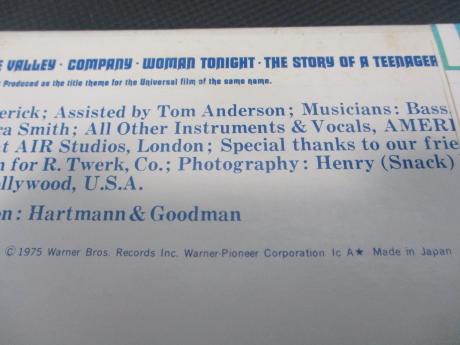 E VALLEY · COMPANY · WOMAN TONIGHT · THE STORY OF A TEENAGER
Produced as the title theme for the Universal film of the same name.
erick; Assisted by Tom Anderson; Musicians: Bass,
ra Smith; All Other Instruments & Vocals, AMERI
t AIR Studios, London; Special thanks to our frie
n for R. Twerk, Co.; Photography: Henry (Snack)
ollywood, U.S.A.
on: Hartmann & Goodman
© 1975 Warner Bros. Records Inc. Warner-Pioneer Corporation Ic A★ Made in Japan